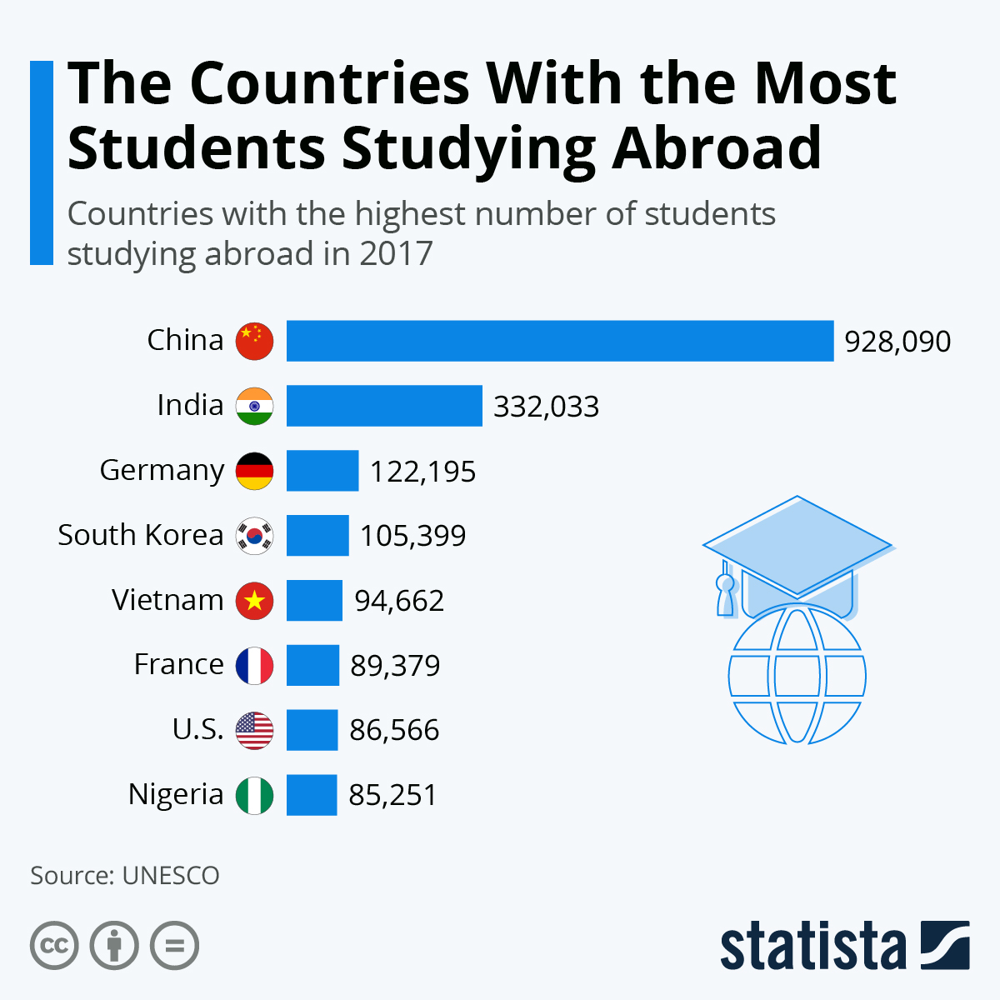 The Countries With the Most
Students Studying Abroad
Countries with the highest number of students
studying abroad in 2017
China 928,090
India 332,033
Germany 122,195
South Korea 105,399
Vietnam 94,662
France 89,379
U.S. 86,566
Nigeria 85,251
Source: UNESCO
cc
statista